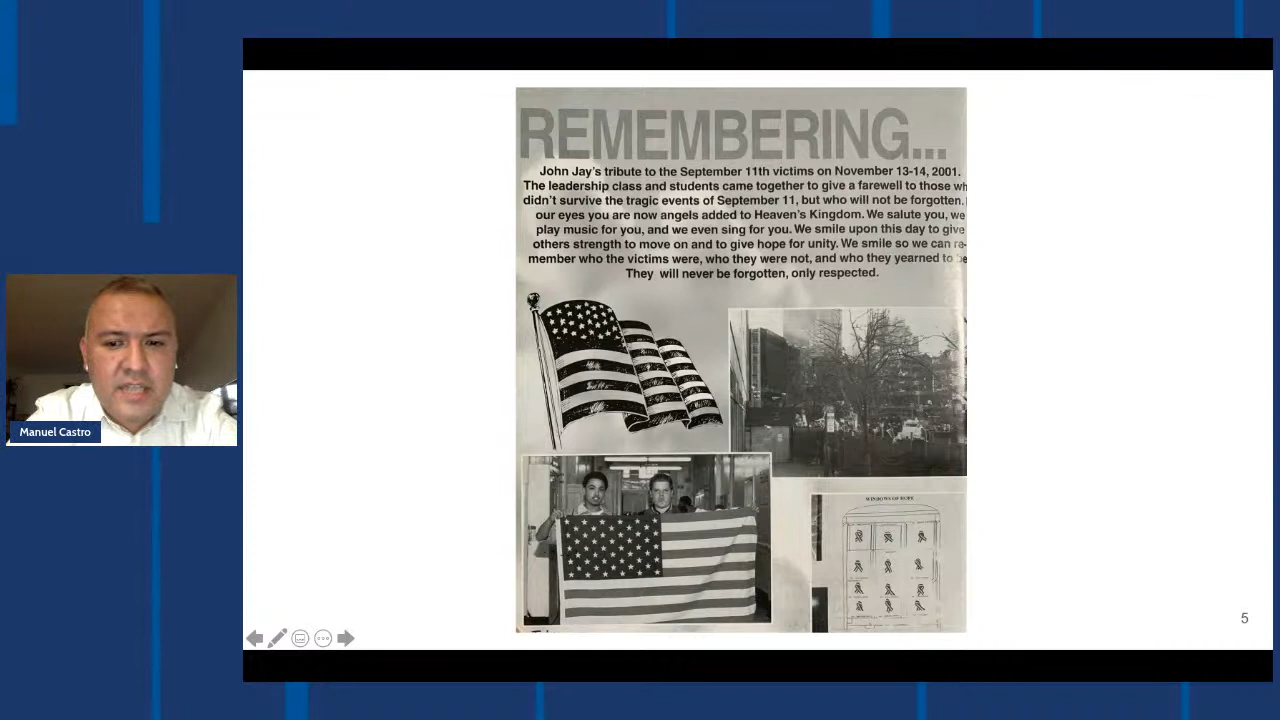 REMEMBERING...
John Jay's tribute to the September 11th victims on November 13-14, 2001.
The leadership class and students came together to give a farewell to those wh
didn't survive the tragic events of September 11, but who will not be forgotten.
our eyes you are now angels added to Heaven's Kingdom. We salute you, we
play music for you, and we even sing for you. We smile upon this day to give
others strength to move on and to give hope for unity. We smile so we can re-
member who the victims were, who they were not, and who they yearned to be
They will never be forgotten, only respected.
WINDOWS OF HOPE
Manuel Castro
5